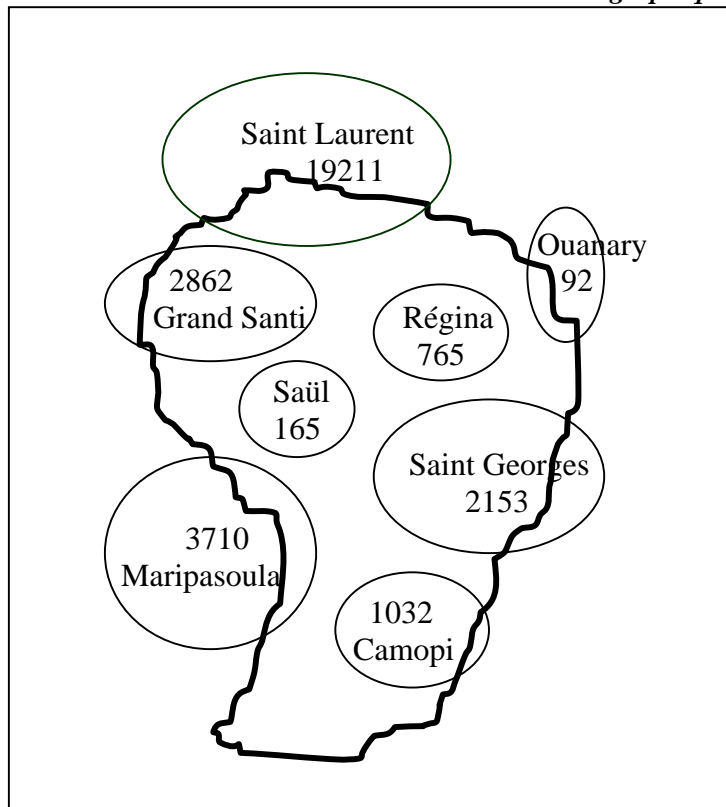 Saint Laurent
19211
Ouanary
92
2862
Grand Santi
Régina
765
Saül
165
Saint Georges
2153
3710
Maripasoula
1032
Camopi